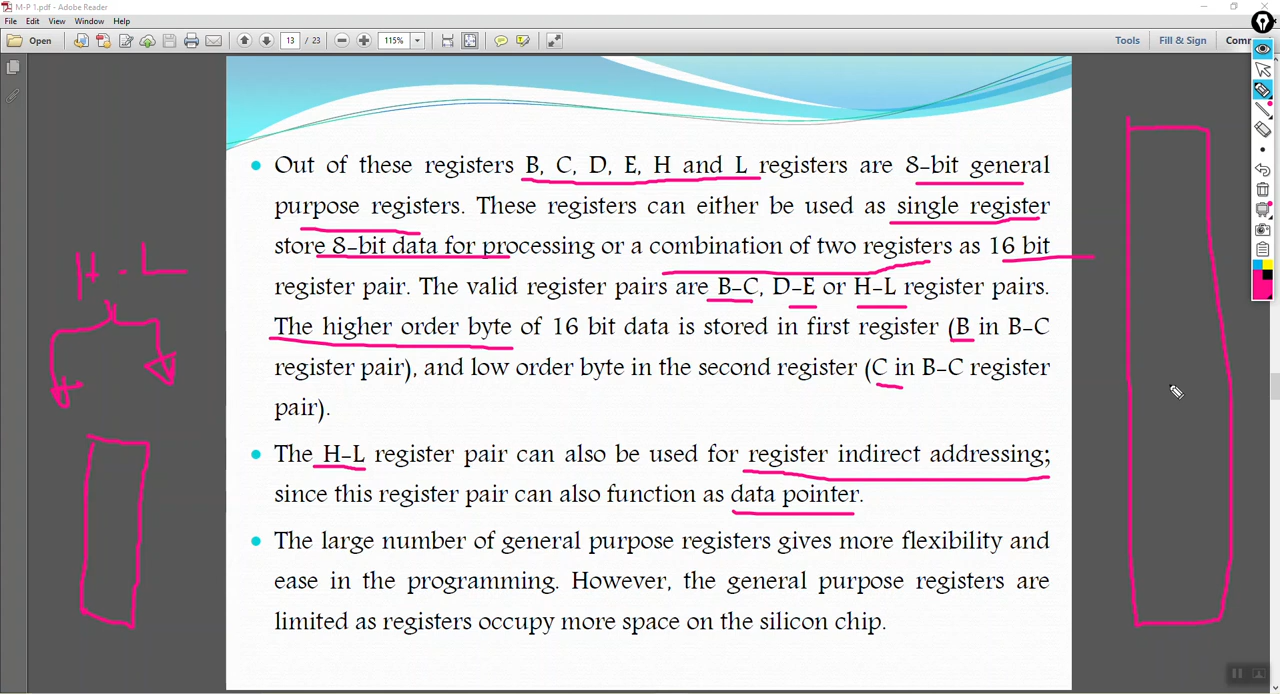 M-P 1.pdf - Adobe Reader
File Edit View Window Help
Open 13 / 23 115% Tools Fill & Sign
Out of these registers B, C, D, E, H and L registers are 8-bit general
purpose registers. These registers can either be used as single register
store 8-bit data for processing or a combination of two registers as 16 bit
H-L
register pair. The valid register pairs are B-C, D-E or H-L register pairs.
The higher order byte of 16 bit data is stored in first register (B in B-C
register pair), and low order byte in the second register (C in B-C register
pair).
The H-L register pair can also be used for register indirect addressing;
since this register pair can also function as data pointer.
The large number of general purpose registers gives more flexibility and
ease in the programming. However, the general purpose registers are
limited as registers occupy more space on the silicon chip.